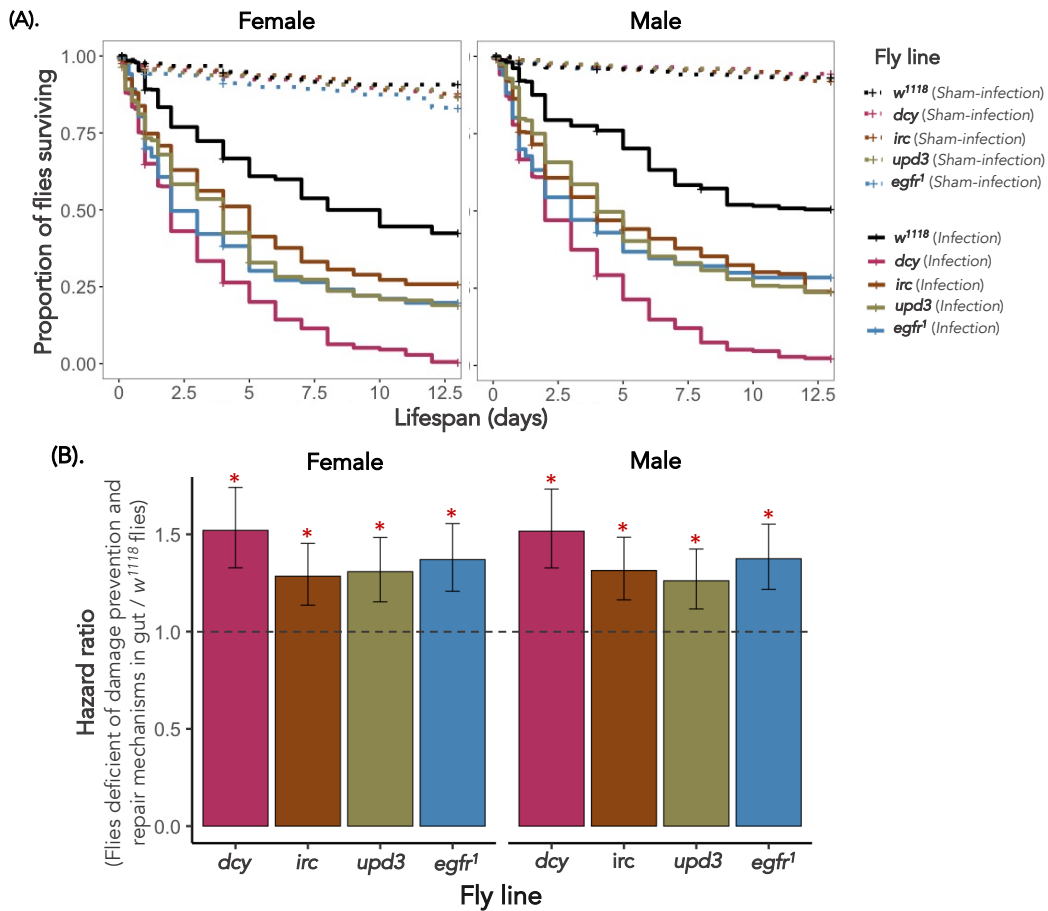 (A).
Female
Male
Proportion of flies surviving
1.00
0.75
0.50
0.25
0.00
0 2.5 5 7.5 10 12.5
0 2.5 5 7.5 10 12.5
Lifespan (days)
Fly line
w1118 (Sham-infection)
dcy (Sham-infection)
irc (Sham-infection)
upd3 (Sham-infection)
egfr1 (Sham-infection)
w1118 (Infection)
dcy (Infection)
irc (Infection)
upd3 (Infection)
egfr1 (Infection)
(B).
Female
Male
Hazard ratio
(Flies deficient of damage prevention and
repair mechanisms in gut / w1118 flies)
1.5
1.0
0.5
0.0
* * * *
* * * *
dcy irc upd3 egfr1
dcy irc upd3 egfr1
Fly line